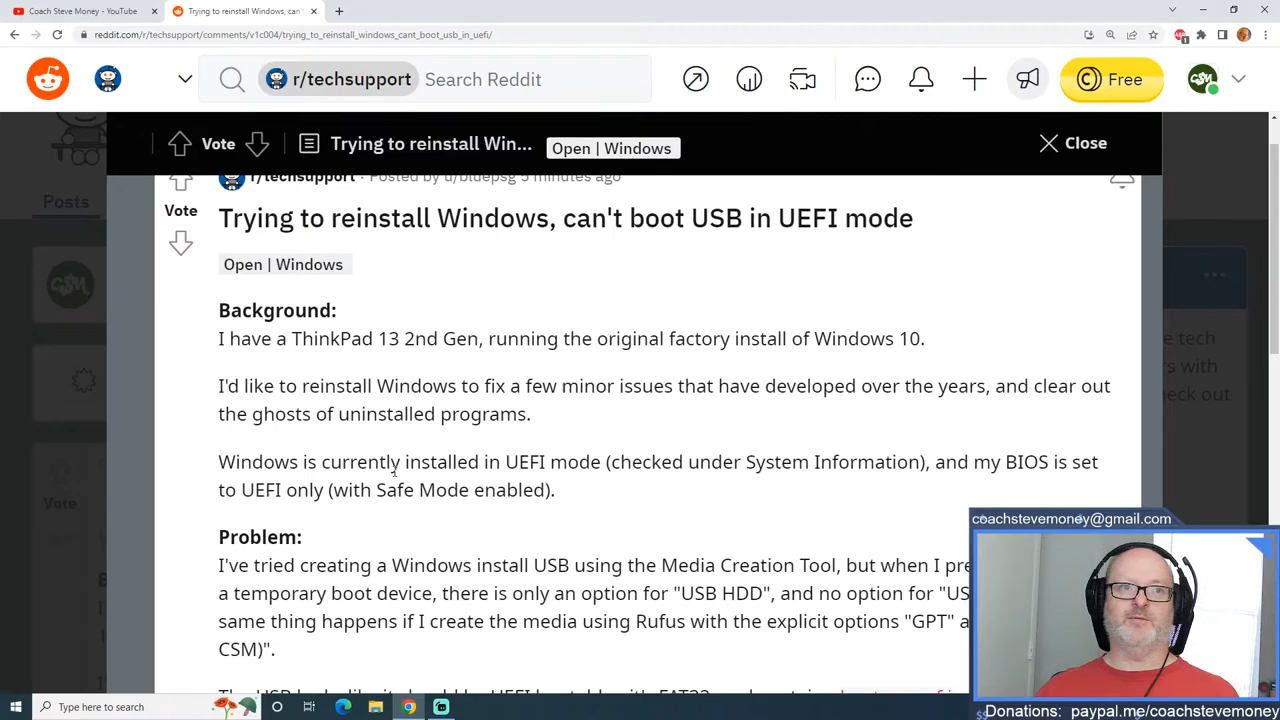 Coach Steve Money - YouTube
Trying to reinstall Windows, can't
reddit.com/r/techsupport/comments/v1c004/trying_to_reinstall_windows_cant_boot_usb_in_uefi/
r/techsupport Search Reddit
Free
Vote
Trying to reinstall Win...
Open | Windows
Close
r/techsupport · Posted by u/bluepsg 5 minutes ago
Posts
Vote
Trying to reinstall Windows, can't boot USB in UEFI mode
Open | Windows
Background:
I have a ThinkPad 13 2nd Gen, running the original factory install of Windows 10.
I'd like to reinstall Windows to fix a few minor issues that have developed over the years, and clear out
the ghosts of uninstalled programs.
Windows is currently installed in UEFI mode (checked under System Information), and my BIOS is set
to UEFI only (with Safe Mode enabled).
Problem:
I've tried creating a Windows install USB using the Media Creation Tool, but when I pre
a temporary boot device, there is only an option for "USB HDD", and no option for "US
same thing happens if I create the media using Rufus with the explicit options "GPT" a
CSM)".
Vote
e tech
rs with
heck out
coachstevemoney@gmail.com
Donations: paypal.me/coachstevemoney
Type here to search